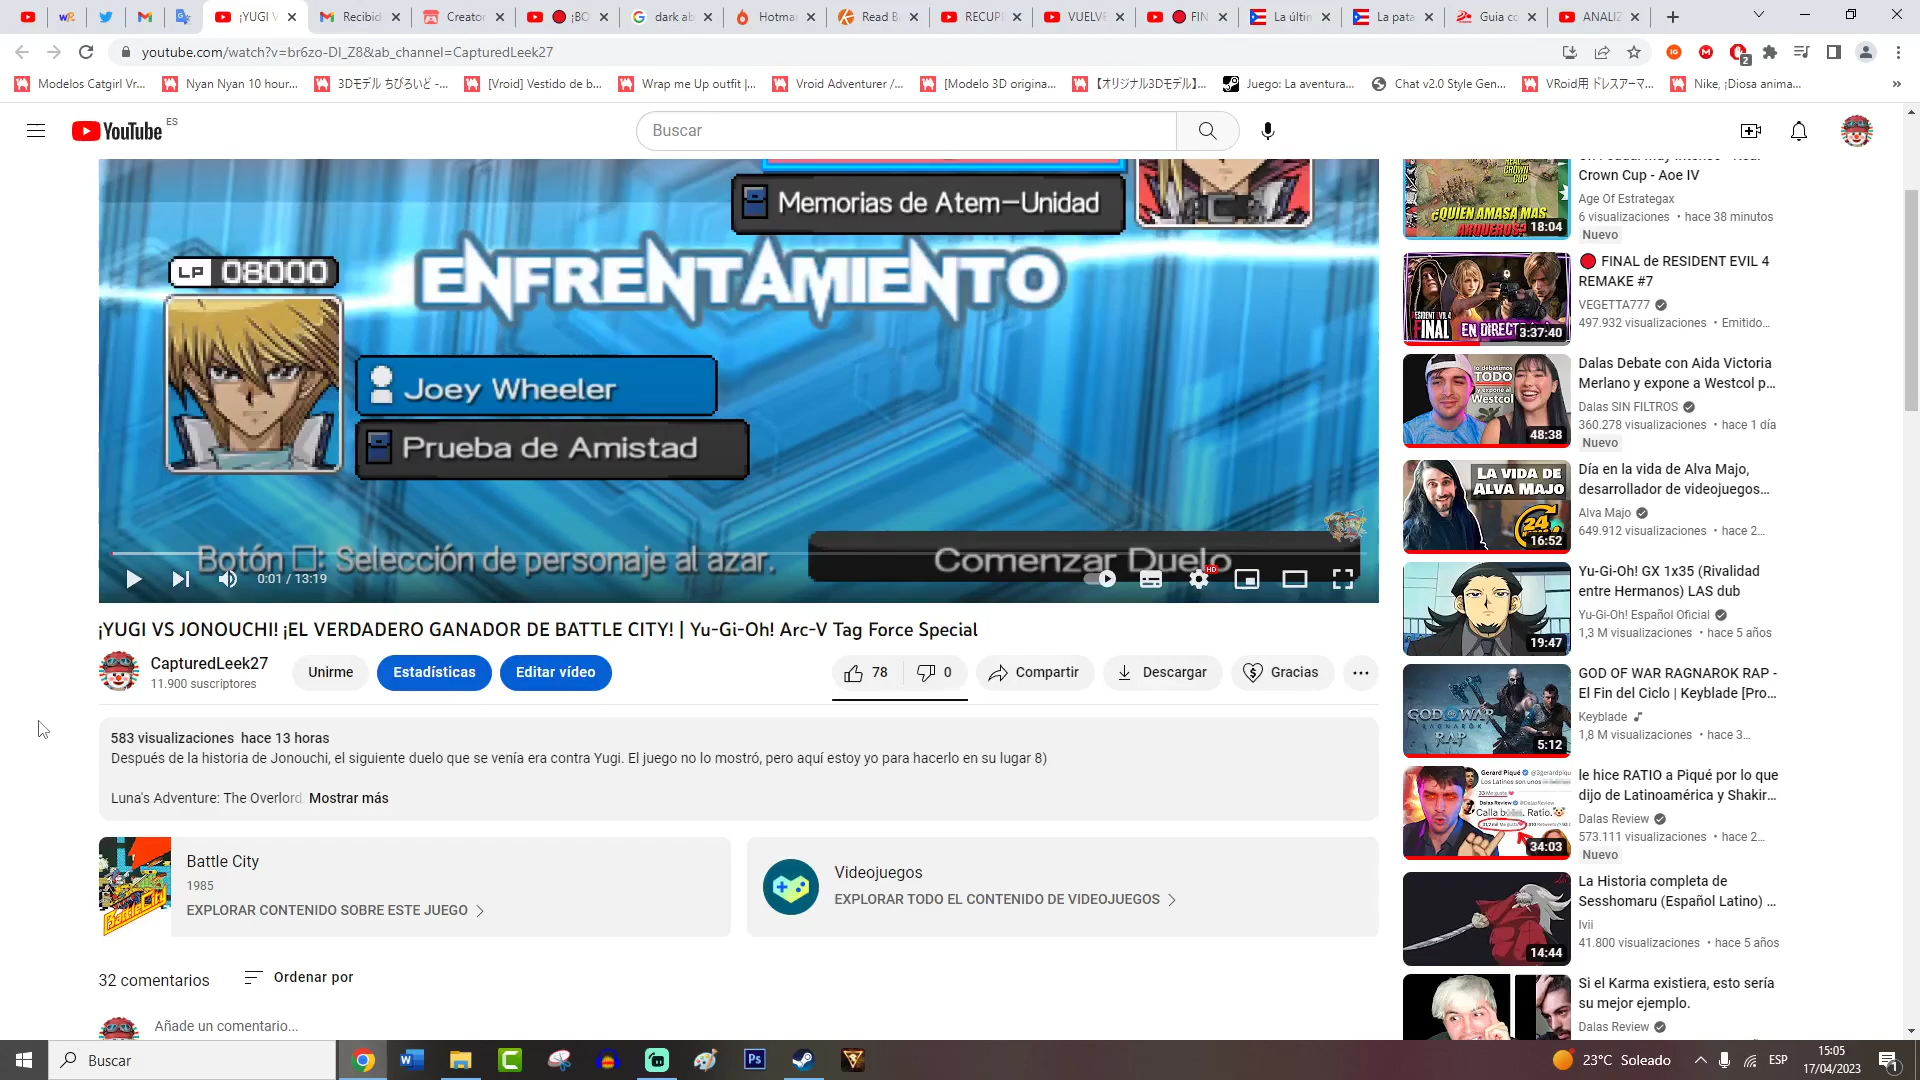 ¡YUGI V
Recibid
Creator
¡BO
dark ab
Hotma
Read B
RECUPI
VUELVE
FIN
La últin
La pata
Guia co
ANALIZ
youtube.com/watch?v=br6zo-DI_Z8&ab_channel=CapturedLeek27
Modelos Catgirl Vr...
Nyan Nyan 10 hour...
3Dモデル ちびろいど -...
[Vroid] Vestido de b...
Wrap me Up outfit |...
Vroid Adventurer /...
[Modelo 3D origina...
【オリジナル3Dモデル】...
Juego: La aventura...
Chat v2.0 Style Gen...
VRoid用 ドレスアーマ...
Nike, ¡Diosa anima...
YouTube ES
Buscar
Memorias de Atem-Unidad
LP 08000
ENFRENTAMIENTO
Joey Wheeler
Prueba de Amistad
Botón □: Selección de personaje al azar.
Comenzar Duelo
0:01 / 13:19
HD
¡YUGI VS JONOUCHI! ¡EL VERDADERO GANADOR DE BATTLE CITY! | Yu-Gi-Oh! Arc-V Tag Force Special
CapturedLeek27
11.900 suscriptores
Unirme
Estadísticas
Editar vídeo
78
0
Compartir
Descargar
Gracias
583 visualizaciones hace 13 horas
Después de la historia de Jonouchi, el siguiente duelo que se venía era contra Yugi. El juego no lo mostró, pero aquí estoy yo para hacerlo en su lugar 8)
Luna's Adventure: The Overlord Mostrar más
Battle City
1985
EXPLORAR CONTENIDO SOBRE ESTE JUEGO
Videojuegos
EXPLORAR TODO EL CONTENIDO DE VIDEOJUEGOS
32 comentarios
Ordenar por
Añade un comentario...
Crown Cup - Aoe IV
Age Of Estrategax
6 visualizaciones • hace 38 minutos
Nuevo
¿QUIEN AMASA MAS
ARQUEROS?
18:04
FINAL de RESIDENT EVIL 4
REMAKE #7
VEGETTA777
497.932 visualizaciones • Emitido...
RESIDENT EVIL 4
FINAL
EN DIRECTO
3:37:40
Dalas Debate con Aida Victoria
Merlano y expone a Westcol p...
Dalas SIN FILTROS
360.278 visualizaciones • hace 1 día
Nuevo
lo debatimos
TODO
y expone al
Westcol
48:38
Día en la vida de Alva Majo,
desarrollador de videojuegos...
Alva Majo
649.912 visualizaciones • hace 2...
LA VIDA DE
ALVA MAJO
24
16:52
Yu-Gi-Oh! GX 1x35 (Rivalidad
entre Hermanos) LAS dub
Yu-Gi-Oh! Español Oficial
1,3 M visualizaciones • hace 5 años
19:47
GOD OF WAR RAGNAROK RAP -
El Fin del Ciclo | Keyblade [Pro...
Keyblade
1,8 M visualizaciones • hace 3...
GOD OF WAR
RAGNARÖK
RAP
5:12
le hice RATIO a Piqué por lo que
dijo de Latinoamérica y Shakir...
Dalas Review
573.111 visualizaciones • hace 2...
Nuevo
Gerard Piqué @3gerardpiqu
Los Latinos son unos
Dalas Review @DalasReview
Calla b Ratio.
34:03
La Historia completa de
Sesshomaru (Español Latino) ...
Ivii
41.800 visualizaciones • hace 5 años
14:44
Si el Karma existiera, esto sería
su mejor ejemplo.
Dalas Review
Buscar
23°C Soleado
ESP
15:05
17/04/2023